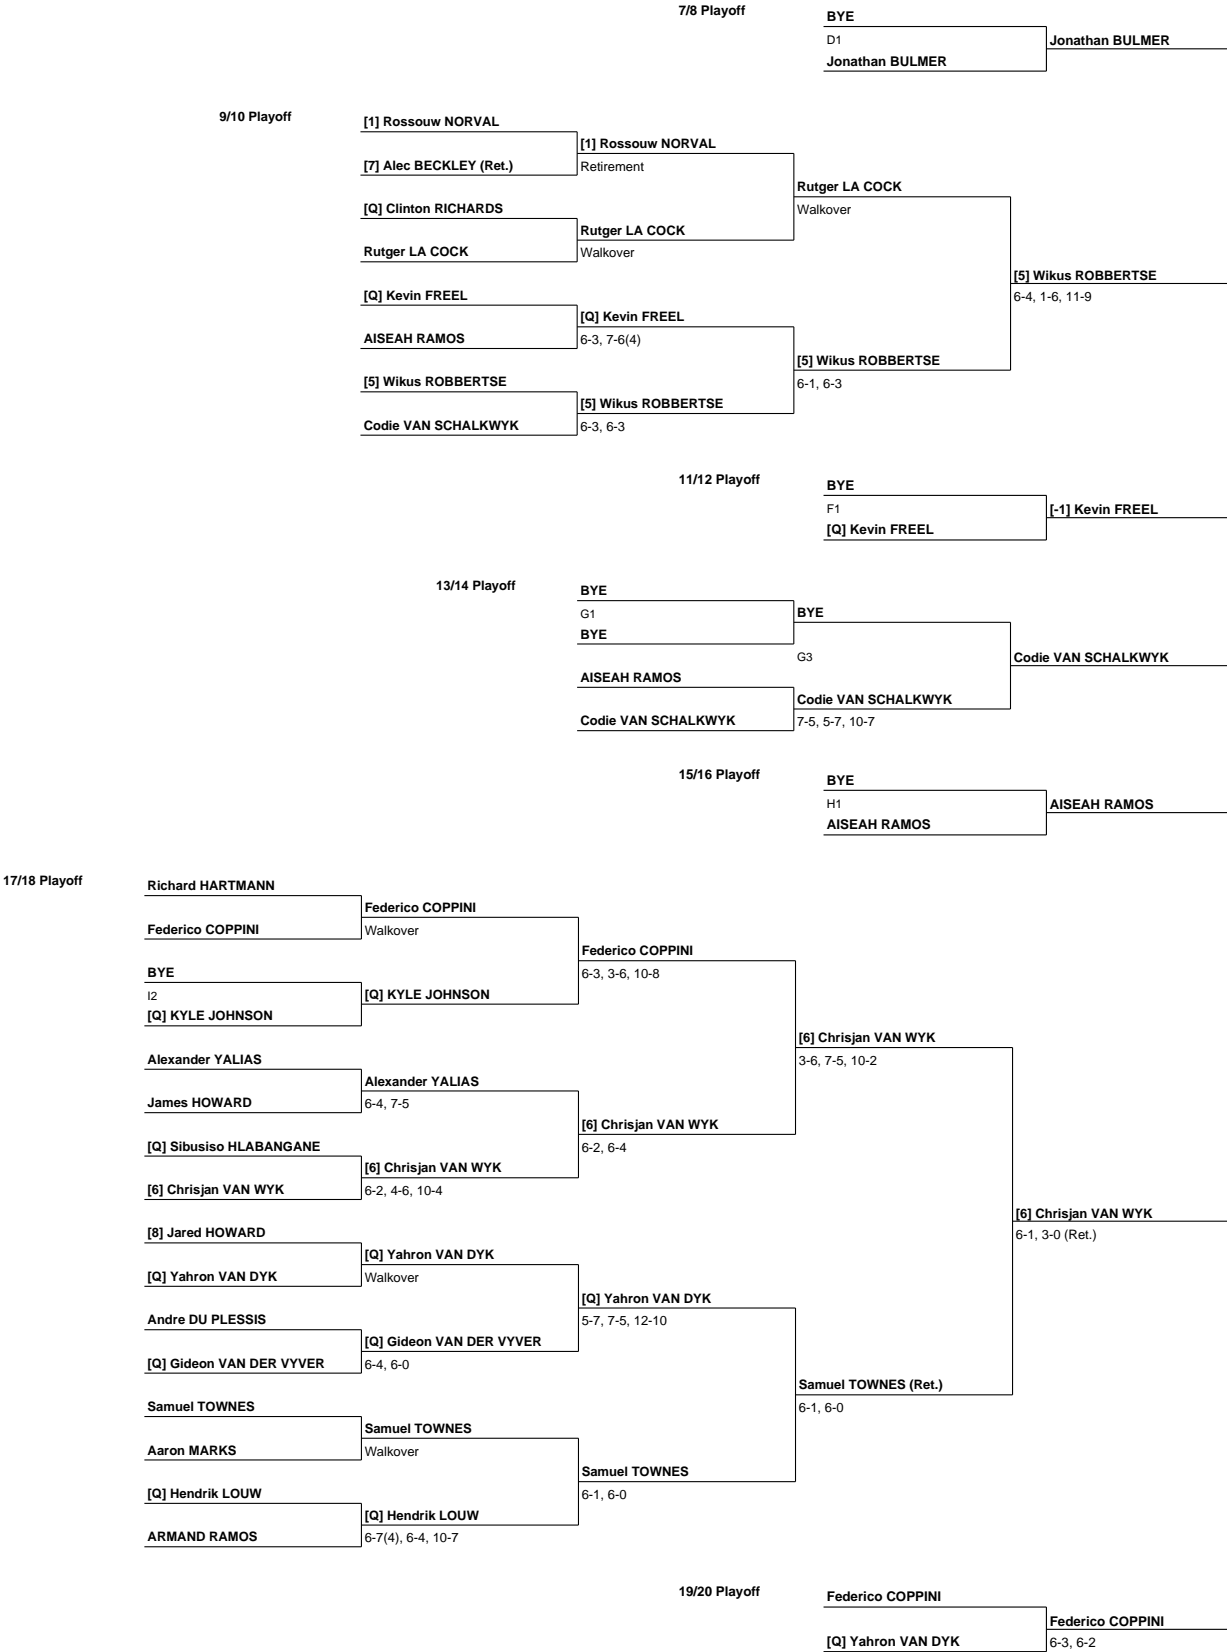 7/8 Playoff
BYE
D1
Jonathan BULMER
Jonathan BULMER
9/10 Playoff
[1] Rossouw NORVAL
[1] Rossouw NORVAL
[7] Alec BECKLEY (Ret.)
Retirement
Rutger LA COCK
[Q] Clinton RICHARDS
Walkover
Rutger LA COCK
Rutger LA COCK
Walkover
[5] Wikus ROBBERTSE
[Q] Kevin FREEL
6-4, 1-6, 11-9
[Q] Kevin FREEL
AISEAH RAMOS
6-3, 7-6(4)
[5] Wikus ROBBERTSE
[5] Wikus ROBBERTSE
6-1, 6-3
[5] Wikus ROBBERTSE
Codie VAN SCHALKWYK
6-3, 6-3
11/12 Playoff
BYE
F1
[-1] Kevin FREEL
[Q] Kevin FREEL
13/14 Playoff
BYE
G1
BYE
BYE
G3
Codie VAN SCHALKWYK
AISEAH RAMOS
Codie VAN SCHALKWYK
Codie VAN SCHALKWYK
7-5, 5-7, 10-7
15/16 Playoff
BYE
H1
AISEAH RAMOS
AISEAH RAMOS
17/18 Playoff
Richard HARTMANN
Federico COPPINI
Federico COPPINI
Walkover
Federico COPPINI
BYE
6-3, 3-6, 10-8
I2
[Q] KYLE JOHNSON
[Q] KYLE JOHNSON
[6] Chrisjan VAN WYK
Alexander YALIAS
3-6, 7-5, 10-2
Alexander YALIAS
James HOWARD
6-4, 7-5
[6] Chrisjan VAN WYK
[Q] Sibusiso HLABANGANE
6-2, 6-4
[6] Chrisjan VAN WYK
[6] Chrisjan VAN WYK
6-2, 4-6, 10-4
[6] Chrisjan VAN WYK
[8] Jared HOWARD
6-1, 3-0 (Ret.)
[Q] Yahron VAN DYK
[Q] Yahron VAN DYK
Walkover
[Q] Yahron VAN DYK
Andre DU PLESSIS
5-7, 7-5, 12-10
[Q] Gideon VAN DER VYVER
[Q] Gideon VAN DER VYVER
6-4, 6-0
Samuel TOWNES (Ret.)
Samuel TOWNES
6-1, 6-0
Samuel TOWNES
Aaron MARKS
Walkover
Samuel TOWNES
[Q] Hendrik LOUW
6-1, 6-0
[Q] Hendrik LOUW
ARMAND RAMOS
6-7(4), 6-4, 10-7
19/20 Playoff
Federico COPPINI
Federico COPPINI
[Q] Yahron VAN DYK
6-3, 6-2